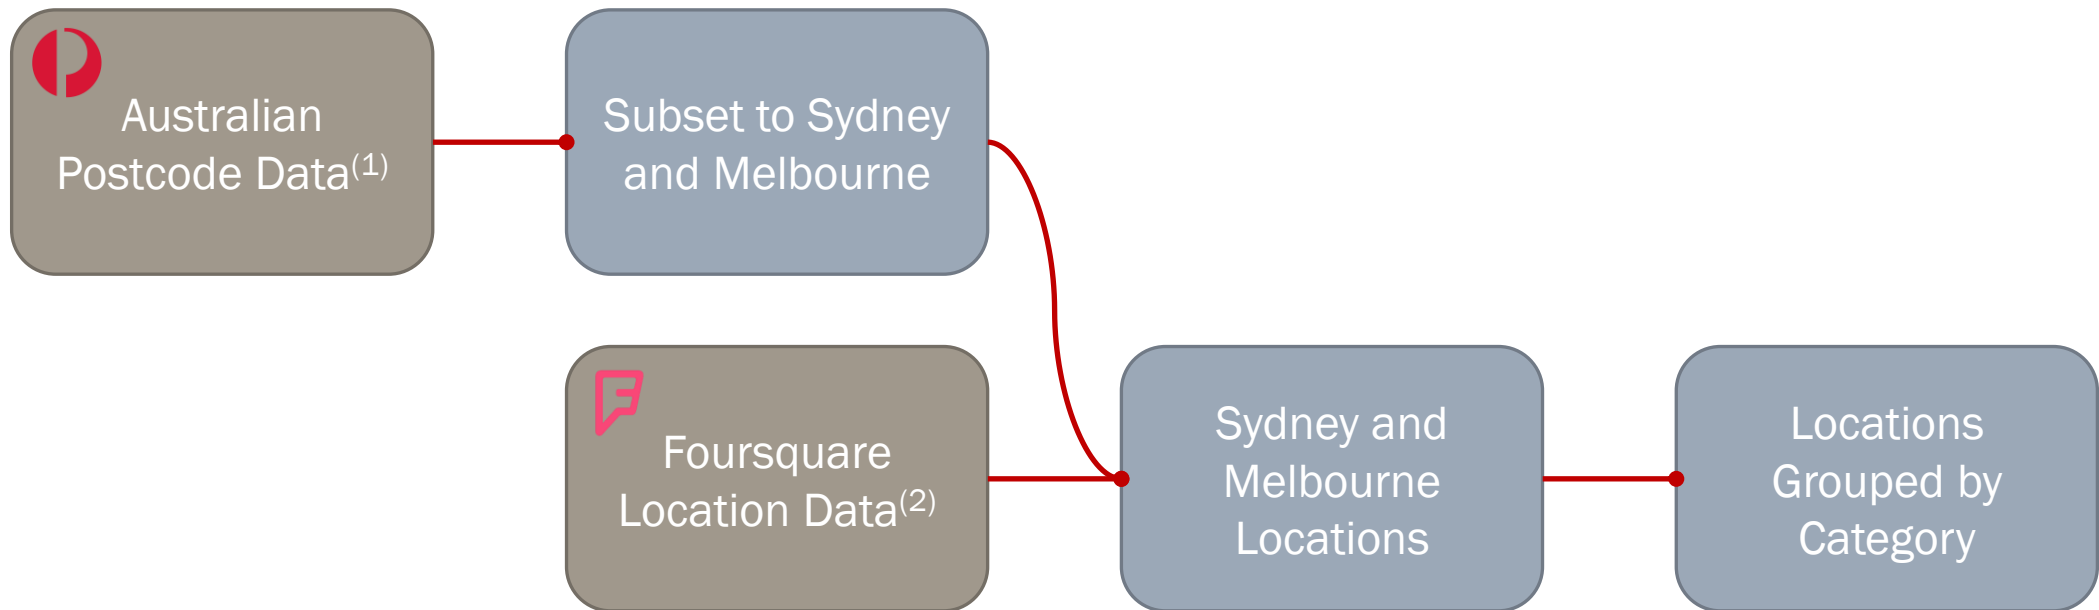 Australian
Postcode Data(1)
Subset to Sydney
and Melbourne
Foursquare
Location Data(2)
Sydney and
Melbourne
Locations
Locations
Grouped by
Category